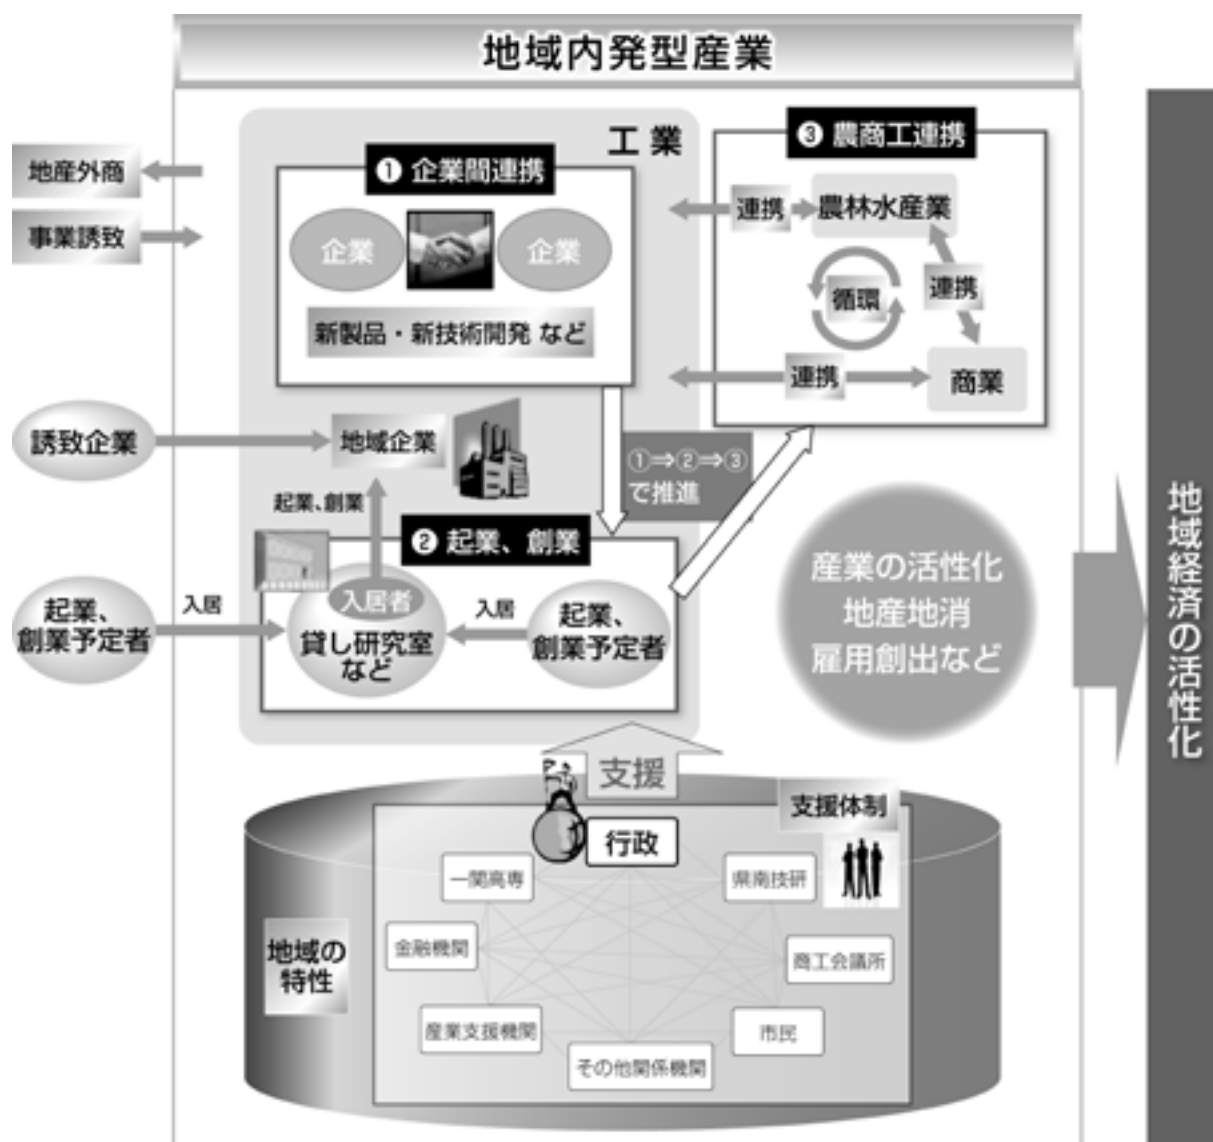 地域内発型産業
地産外商
事業誘致
工業
❶ 企業間連携
企業
企業
新製品・新技術開発 など
❸ 農商工連携
連携
農林水産業
循環
連携
連携
商業
誘致企業
地域企業
①⇒②⇒③
で推進
起業、創業
❷ 起業、創業
起業、
創業予定者
入居
入居者
貸し研究室
など
入居
起業、
創業予定者
産業の活性化
地産地消
雇用創出など
地域経済の活性化
支援
支援体制
行政
一関高専
県南技研
金融機関
商工会議所
産業支援機関
市民
その他関係機関
地域の
特性